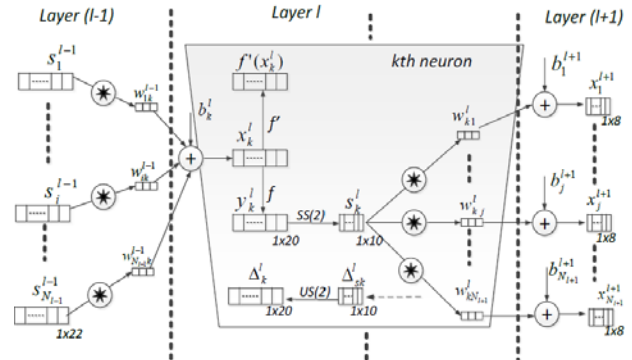 Layer (l-1)
Layer l
Layer (l+1)
kth neuron
s_1^{l-1}
w_{1k}^{l-1}
f'(x_k^l)
b_k^l
f'
x_k^l
f
w_{k1}^l
b_1^{l+1}
x_1^{l+1}
1x8
s_i^{l-1}
w_{ik}^{l-1}
y_k^l
SS(2)
s_k^l
1x20
1x10
w_{kj}^l
b_j^{l+1}
x_j^{l+1}
1x8
s_{N_{l-1}}^{l-1}
w_{N_{l-1}k}^{l-1}
1x22
Δ_k^l
US(2)
Δ_{sk}^l
1x20
1x10
w_{kN_{l+1}}^l
b_{N_{l+1}}^{l+1}
x_{N_{l+1}}^{l+1}
1x8